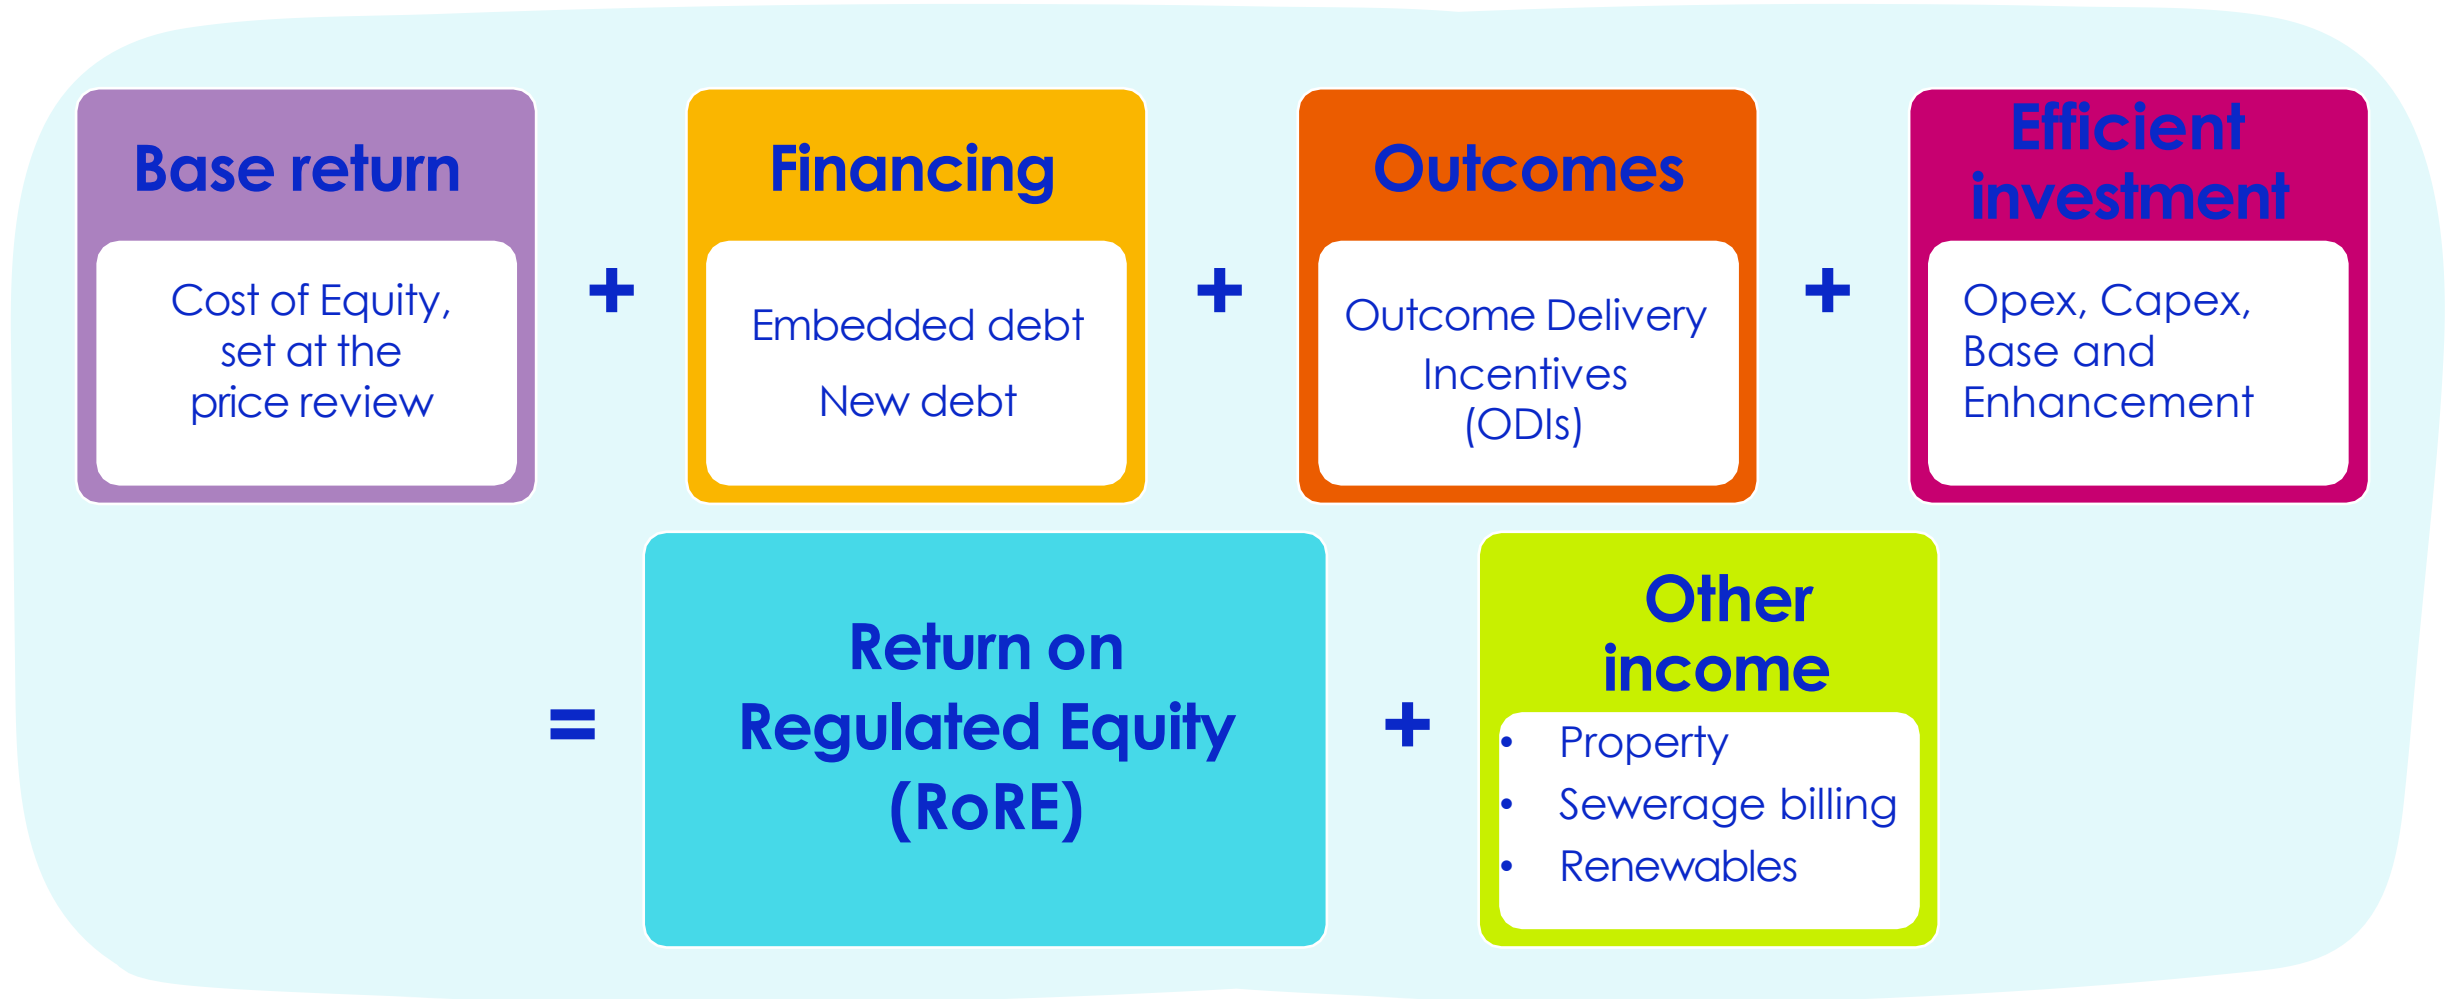 Base return
Cost of Equity,
set at the
price review
+
Financing
Embedded debt
New debt
+
Outcomes
Outcome Delivery
Incentives
(ODIs)
+
Efficient
investment
Opex, Capex,
Base and
Enhancement
=
Return on
Regulated Equity
(RoRE)
+
Other
income
• Property
• Sewerage billing
• Renewables